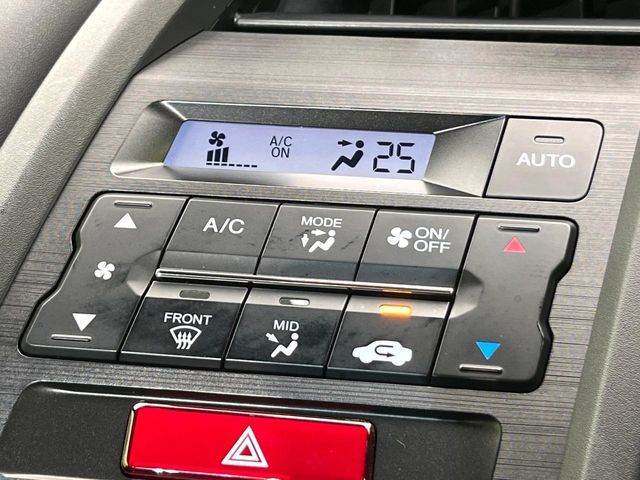 A/C
ON
25
AUTO
A/C
MODE
ON/
OFF
FRONT
MID